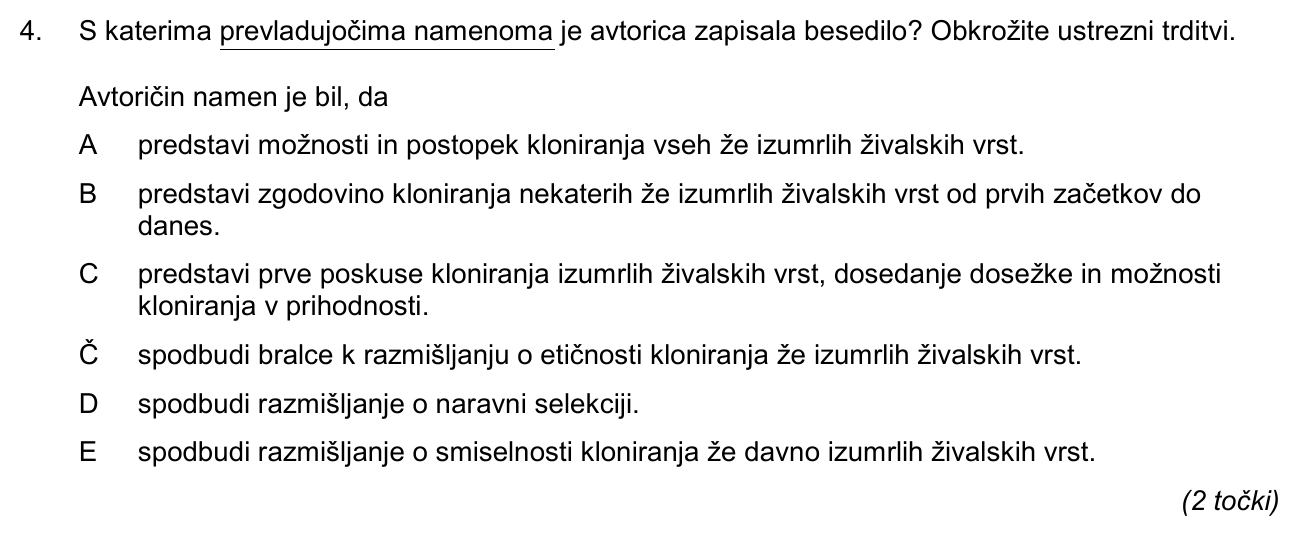 4. S katerima prevladujočima namenoma je avtorica zapisala besedilo? Obkrožite ustrezni trditvi.
Avtoričin namen je bil, da
A predstavi možnosti in postopek kloniranja vseh že izumrlih živalskih vrst.
B predstavi zgodovino kloniranja nekaterih že izumrlih živalskih vrst od prvih začetkov do
danes.
C predstavi prve poskuse kloniranja izumrlih živalskih vrst, dosedanje dosežke in možnosti
kloniranja v prihodnosti.
Č spodbudi bralce k razmišljanju o etičnosti kloniranja že izumrlih živalskih vrst.
D spodbudi razmišljanje o naravni selekciji.
E spodbudi razmišljanje o smiselnosti kloniranja že davno izumrlih živalskih vrst.
(2 točki)